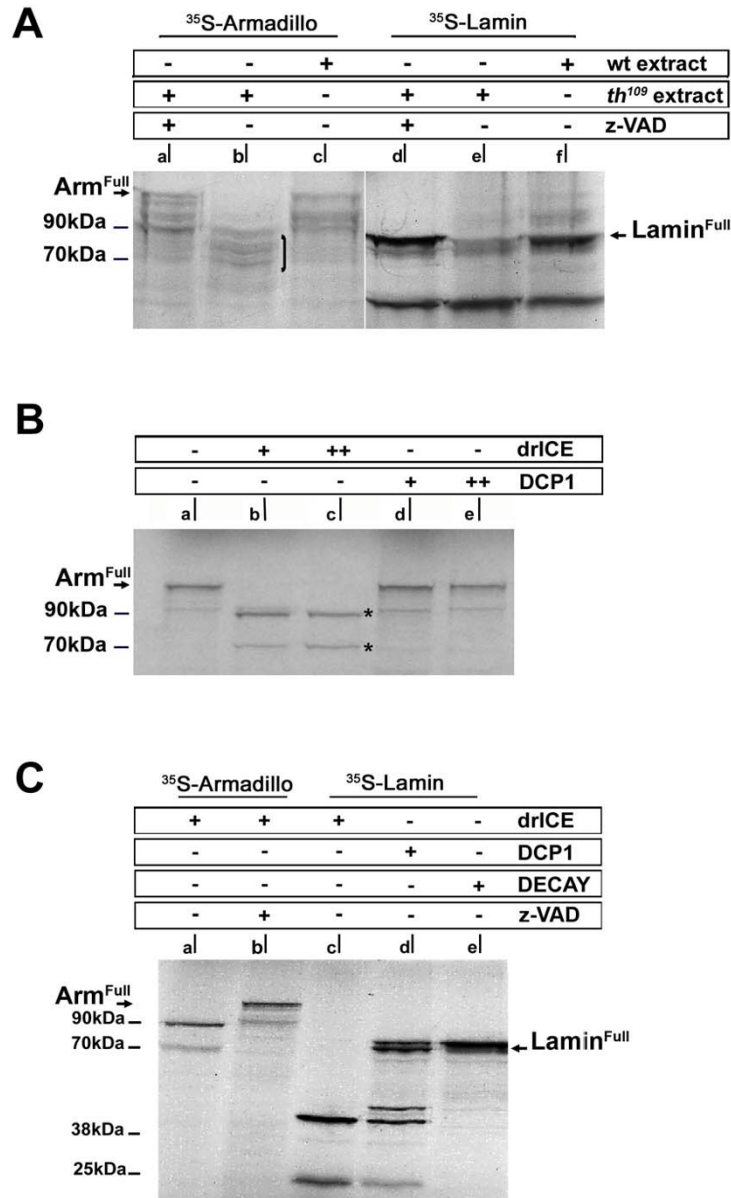 A
³⁵S-Armadillo ³⁵S-Lamin
- - + - - + wt extract
+ + - + + - th¹⁰⁹ extract
+ - - + - - z-VAD
a b c d e f
Arm^Full
90kDa
70kDa
Lamin^Full
B
- + ++ - - drICE
- - - + ++ DCP1
a b c d e
Arm^Full
90kDa *
70kDa *
C
³⁵S-Armadillo ³⁵S-Lamin
+ + + - - drICE
- - - + - DCP1
- - - - + DECAY
- + - - - z-VAD
a b c d e
Arm^Full
90kDa
70kDa Lamin^Full
38kDa
25kDa